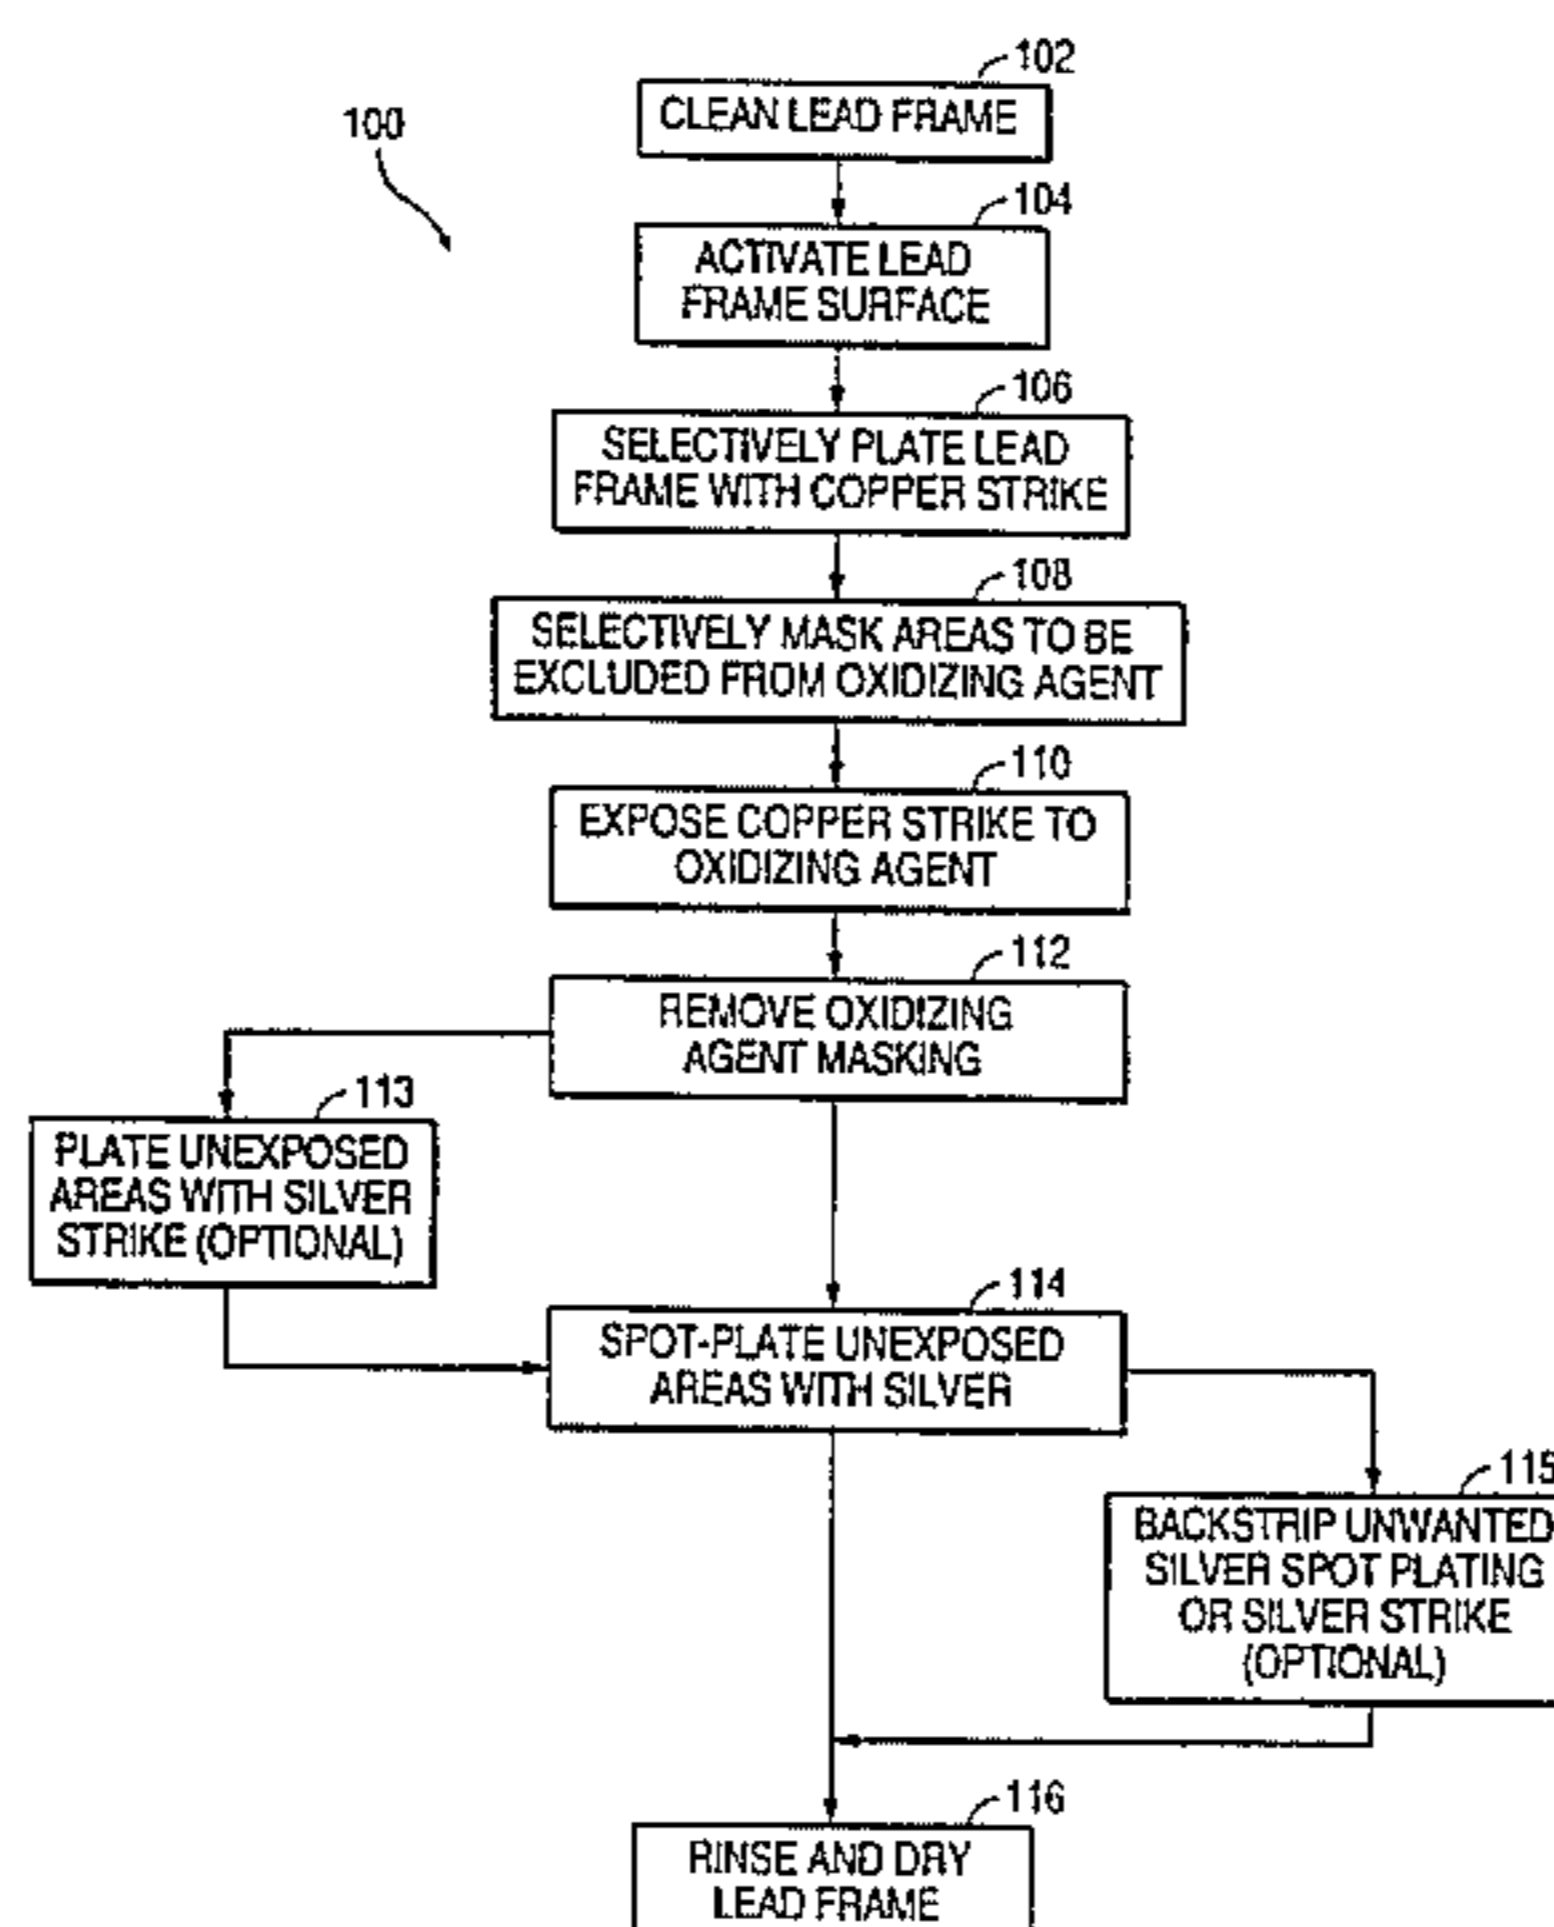 100
102
CLEAN LEAD FRAME
104
ACTIVATE LEAD
FRAME SURFACE
106
SELECTIVELY PLATE LEAD
FRAME WITH COPPER STRIKE
108
SELECTIVELY MASK AREAS TO BE
EXCLUDED FROM OXIDIZING AGENT
110
EXPOSE COPPER STRIKE TO
OXIDIZING AGENT
112
REMOVE OXIDIZING
AGENT MASKING
113
PLATE UNEXPOSED
AREAS WITH SILVER
STRIKE (OPTIONAL)
114
SPOT-PLATE UNEXPOSED
AREAS WITH SILVER
115
BACKSTRIP UNWANTED
SILVER SPOT PLATING
OR SILVER STRIKE
(OPTIONAL)
116
RINSE AND DRY
LEAD FRAME